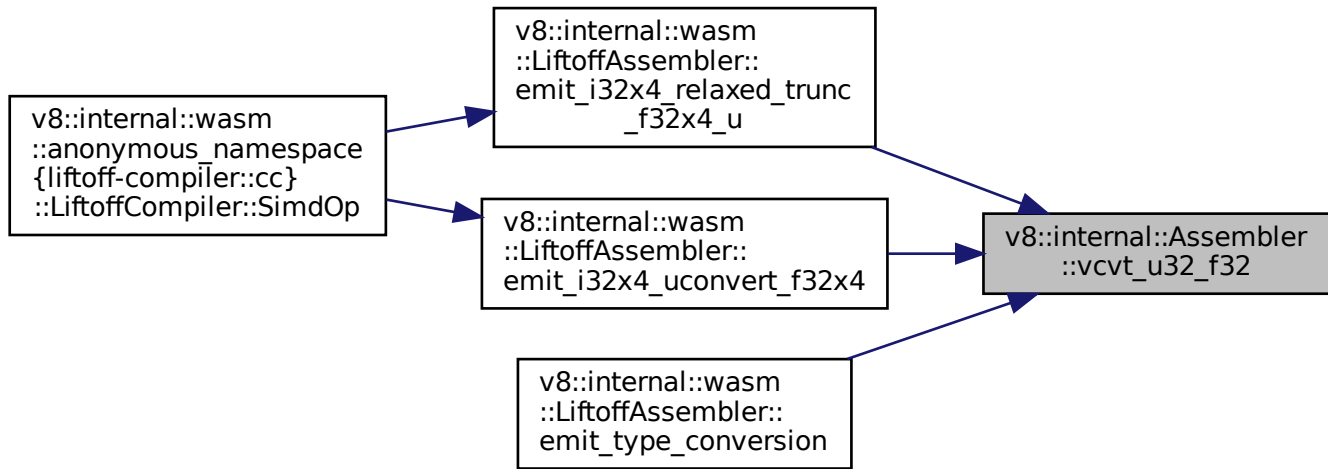 v8::internal::wasm
::LiftoffAssembler::
emit_i32x4_relaxed_trunc
_f32x4_u
v8::internal::wasm
::anonymous_namespace
{liftoff-compiler::cc}
::LiftoffCompiler::SimdOp
v8::internal::wasm
::LiftoffAssembler::
emit_i32x4_uconvert_f32x4
v8::internal::Assembler
::vcvt_u32_f32
v8::internal::wasm
::LiftoffAssembler::
emit_type_conversion